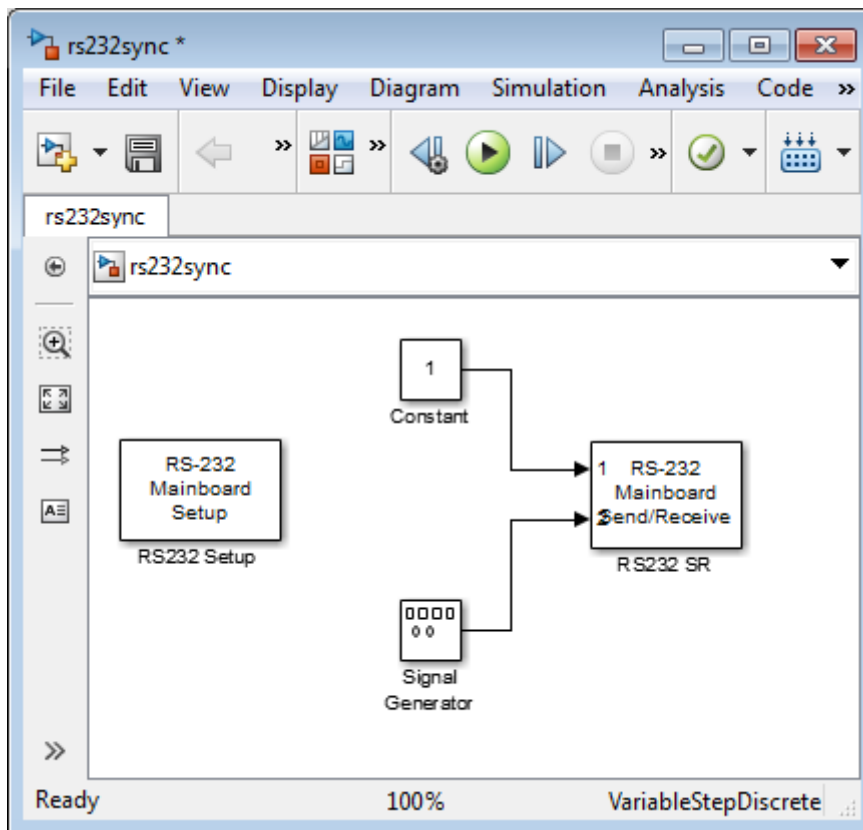 rs232sync *
File Edit View Display Diagram Simulation Analysis Code »
» » »
rs232sync
rs232sync
1
Constant
RS-232
Mainboard
Setup
RS232 Setup
1 RS-232
Mainboard
2 Send/Receive
RS232 SR
Signal
Generator
»
Ready 100% VariableStepDiscrete